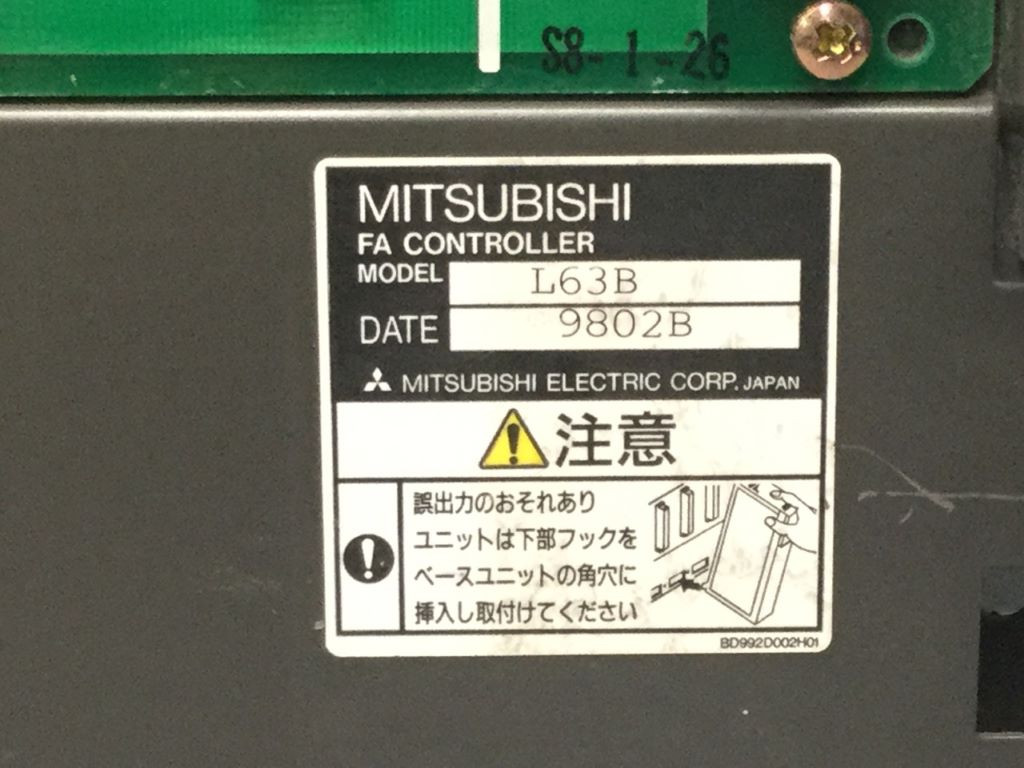 S8-1-26
MITSUBISHI
FA CONTROLLER
MODEL L63B
DATE 9802B
MITSUBISHI ELECTRIC CORP. JAPAN
注意
誤出力のおそれあり
ユニットは下部フックを
ベースユニットの角穴に
挿入し取付けてください
BD992D002H01